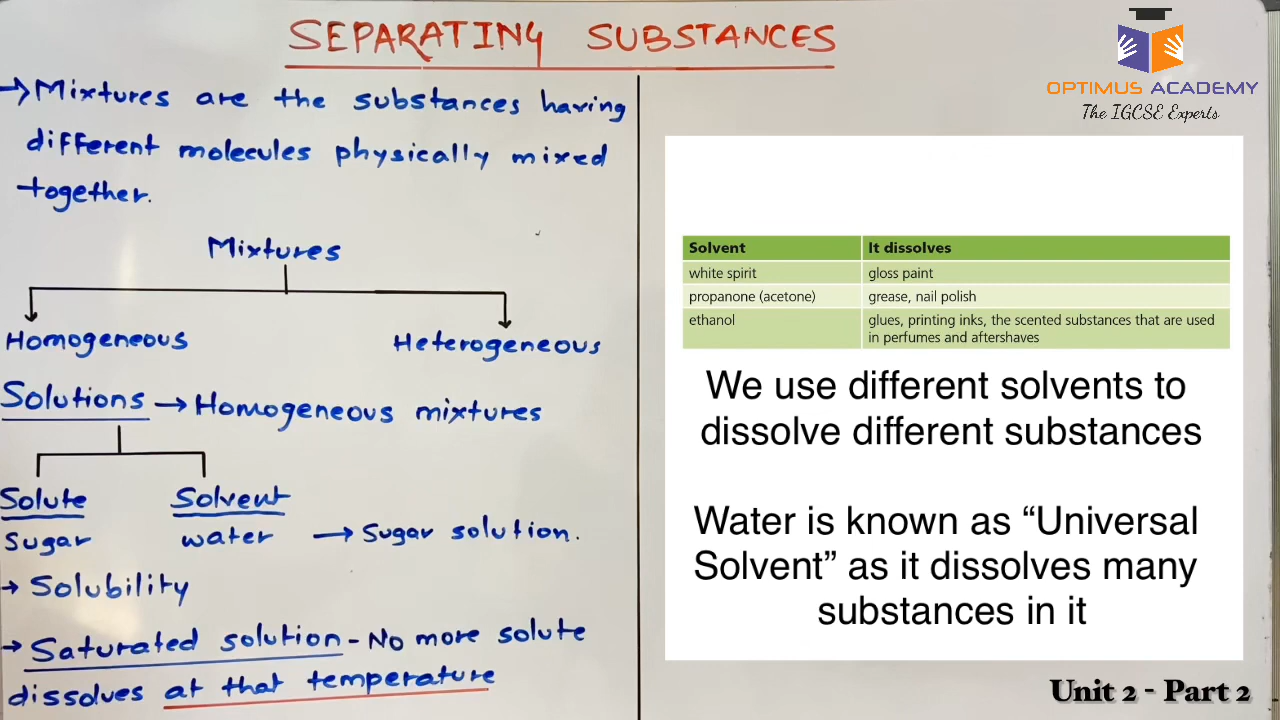 SEPARATING SUBSTANCES
→ Mixtures are the substances having
different molecules physically mixed
together.
Mixtures
Homogeneous Heterogeneous
Solutions → Homogeneous mixtures
Solute Solvent
Sugar water → Sugar solution.
→ Solubility
→ Saturated solution - No more solute
dissolves at that temperature
OPTIMUS ACADEMY
The IGCSE Experts
Solvent It dissolves
white spirit gloss paint
propanone (acetone) grease, nail polish
ethanol glues, printing inks, the scented substances that are used
in perfumes and aftershaves
We use different solvents to
dissolve different substances
Water is known as “Universal
Solvent” as it dissolves many
substances in it
Unit 2 - Part 2